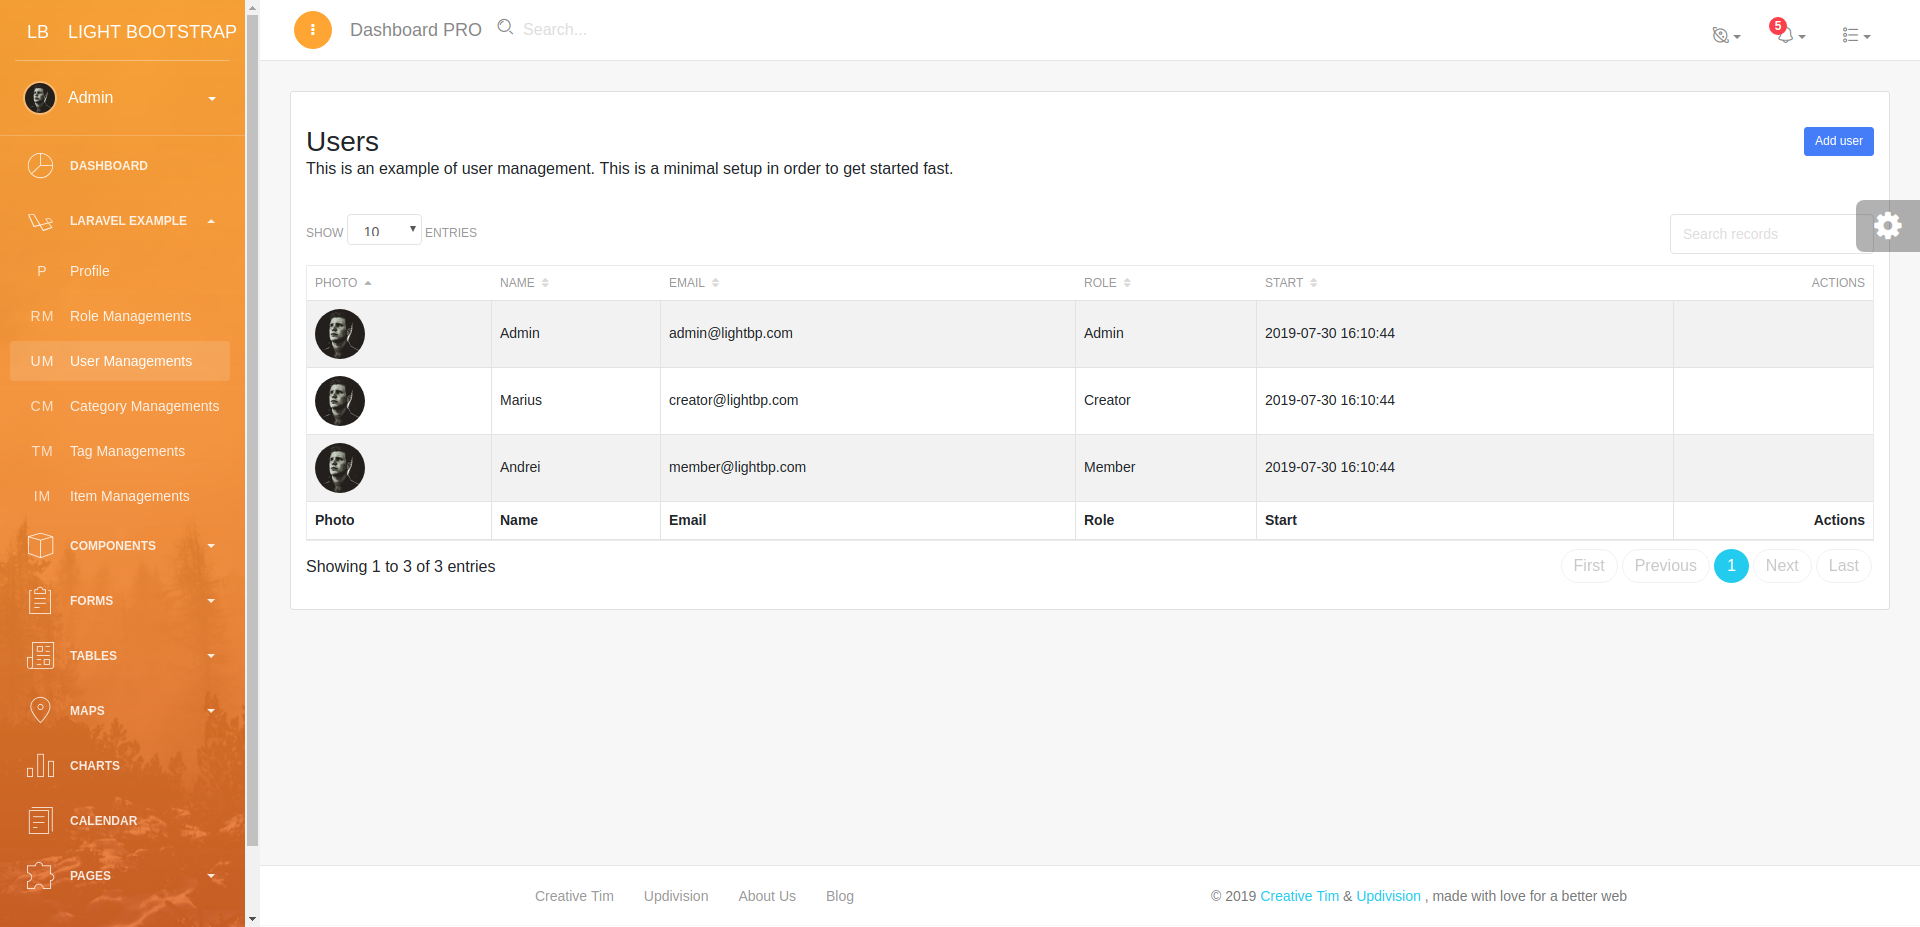 LB LIGHT BOOTSTRAP
Admin
DASHBOARD
LARAVEL EXAMPLE
P Profile
RM Role Managements
UM User Managements
CM Category Managements
TM Tag Managements
IM Item Managements
COMPONENTS
FORMS
TABLES
MAPS
CHARTS
CALENDAR
PAGES
Dashboard PRO Search...
5
Users
Add user
This is an example of user management. This is a minimal setup in order to get started fast.
SHOW 10 ENTRIES
Search records
PHOTO NAME EMAIL ROLE START ACTIONS
Admin admin@lightbp.com Admin 2019-07-30 16:10:44
Marius creator@lightbp.com Creator 2019-07-30 16:10:44
Andrei member@lightbp.com Member 2019-07-30 16:10:44
Photo Name Email Role Start Actions
Showing 1 to 3 of 3 entries
First Previous 1 Next Last
Creative Tim Updivision About Us Blog
© 2019 Creative Tim & Updivision , made with love for a better web